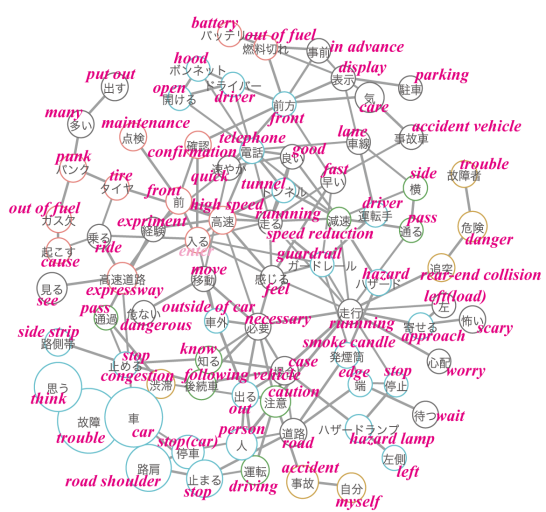 battery
バッテリ
out of fuel
燃料切れ
事前
in advance
hood
ボンネット
display
表示
put out
出す
ドライバー
driver
parking
駐車
open
開ける
気
care
前方
front
many
多い
maintenance
点検
telephone
電話
confirmation
確認
lane
車線
accident vehicle
事故車
good
良い
punk
パンク
速やか
quick
tire
タイヤ
tunnel
トンネル
fast
早い
side
横
trouble
故障者
front
前
high speed
高速
out of fuel
ガス欠
expriment
経験
runnning
走る
speed reduction
減速
driver
運転手
pass
通る
危険
danger
cause
起こす
ride
乗る
入る
enter
guardrail
ガードレール
追突
rear-end collision
expressway
高速道路
move
移動
感じる
feel
hazard
ハザード
see
見る
pass
通過
危ない
dangerous
outside of car
車外
necessary
必要
走行
runnning
left(load)
左
寄せる
approach
怖い
scary
side strip
路側帯
stop
止める
know
知る
smoke candle
発煙筒
心配
worry
case
場合
congestion
渋滞
following vehicle
後続車
caution
注意
edge
端
stop
停止
思う
think
出る
out
故障
trouble
車
car
待つ
wait
person
人
道路
road
ハザードランプ
hazard lamp
stop(car)
停車
路肩
road shoulder
止まる
stop
運転
driving
accident
事故
自分
myself
左側
left